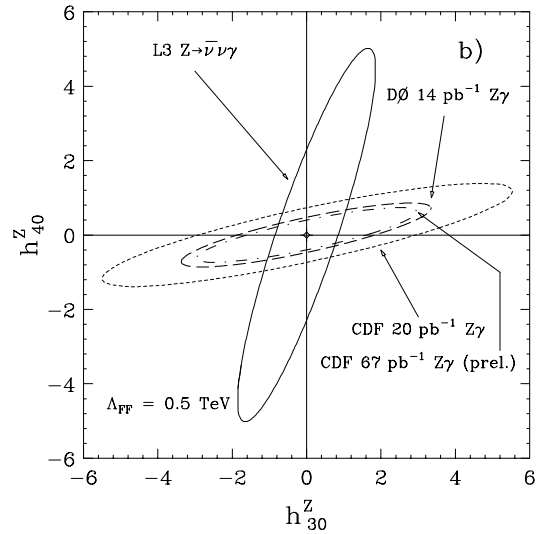 L3 Z→ν̄νγ
b)
DØ 14 pb⁻¹ Zγ
CDF 20 pb⁻¹ Zγ
CDF 67 pb⁻¹ Zγ (prel.)
Λ_FF = 0.5 TeV
6
4
2
0
−2
−4
−6
−6 −4 −2 0 2 4 6
h^Z_40
h^Z_30